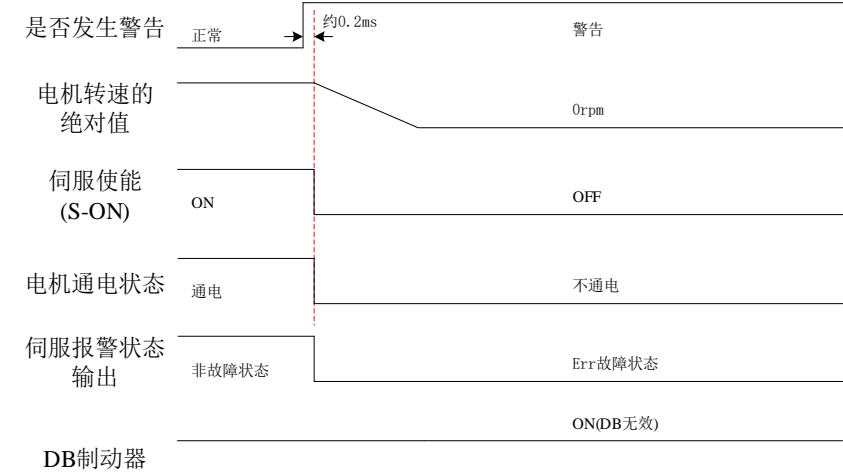 是否发生警告
正常
约0.2ms
警告
电机转速的
绝对值
0rpm
伺服使能
(S-ON)
ON
OFF
电机通电状态
通电
不通电
伺服报警状态
输出
非故障状态
Err故障状态
ON(DB无效)
DB制动器